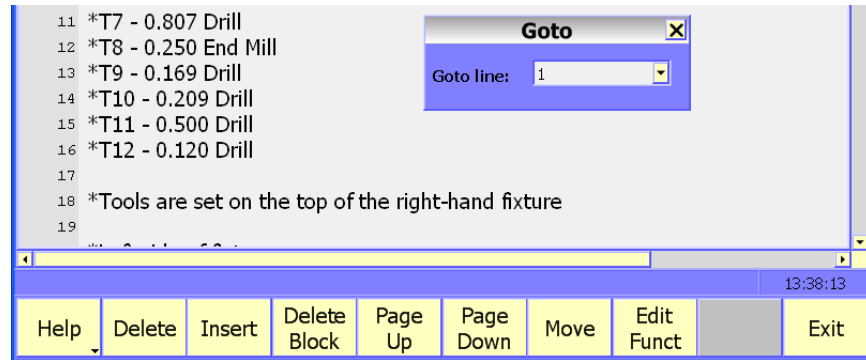 11 *T7 - 0.807 Drill
12 *T8 - 0.250 End Mill
13 *T9 - 0.169 Drill
14 *T10 - 0.209 Drill
15 *T11 - 0.500 Drill
16 *T12 - 0.120 Drill
17
18 *Tools are set on the top of the right-hand fixture
19
Goto
Goto line: 1
13:38:13
Help Delete Insert Delete Block Page Up Page Down Move Edit Funct Exit